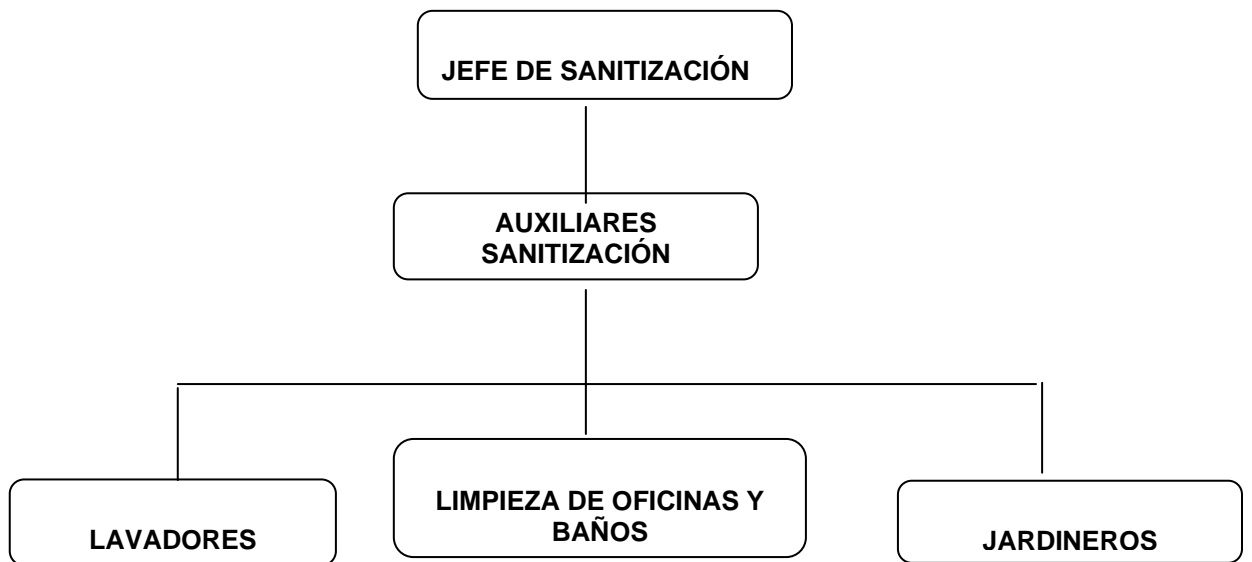 JEFE DE SANITIZACIÓN
AUXILIARES
SANITIZACIÓN
LAVADORES
LIMPIEZA DE OFICINAS Y
BAÑOS
JARDINEROS